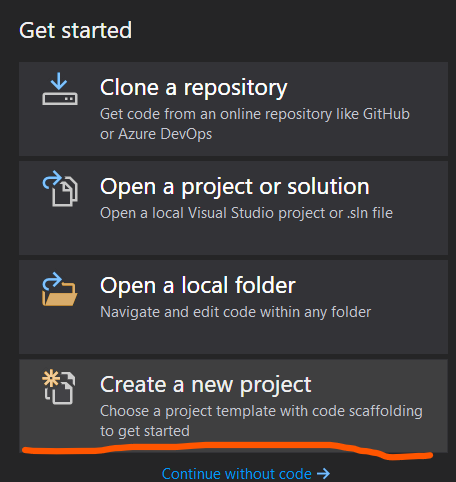 Get started
Clone a repository
Get code from an online repository like GitHub
or Azure DevOps
Open a project or solution
Open a local Visual Studio project or .sln file
Open a local folder
Navigate and edit code within any folder
Create a new project
Choose a project template with code scaffolding
to get started
Continue without code →